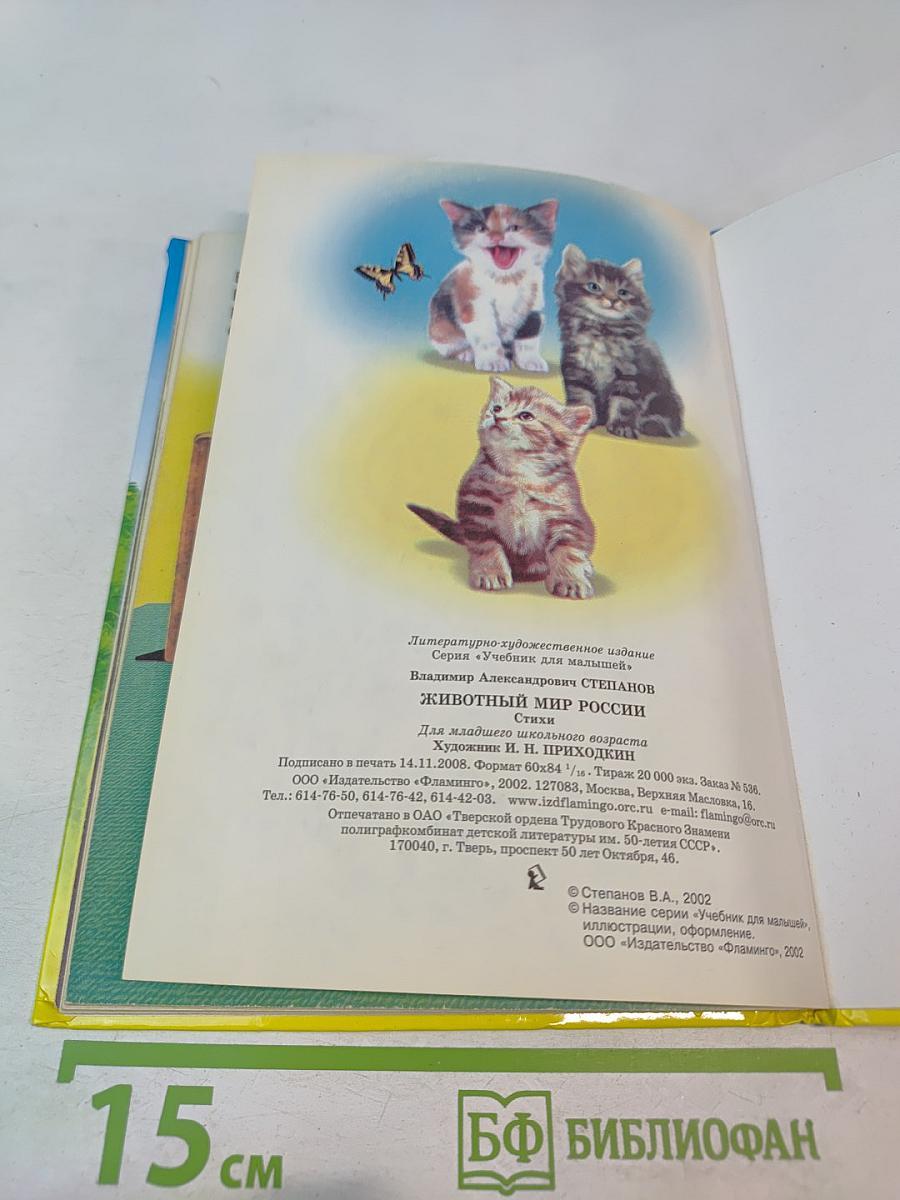 Литературно-художественное издание
Серия «Учебник для малышей»
Владимир Александрович СТЕПАНОВ
ЖИВОТНЫЙ МИР РОССИИ
Стихи
Для младшего школьного возраста
Художник И. Н. ПРИХОДКИН
Подписано в печать 14.11.2008. Формат 60х84 1/16. Тираж 20 000 экз. Заказ № 536.
ООО «Издательство «Фламинго», 2002. 127083, Москва, Верхняя Масловка, 16.
Тел.: 614-76-50, 614-76-42, 614-42-03. www.izdflamingo.orc.ru e-mail: flamingo@orc.ru
Отпечатано в ОАО «Тверской ордена Трудового Красного Знамени
полиграфкомбинат детской литературы им. 50-летия СССР».
170040, г. Тверь, проспект 50 лет Октября, 46.
© Степанов В.А., 2002
© Название серии «Учебник для малышей»,
иллюстрации, оформление.
ООО «Издательство «Фламинго», 2002
15 см
БФ БИБЛИОФАН